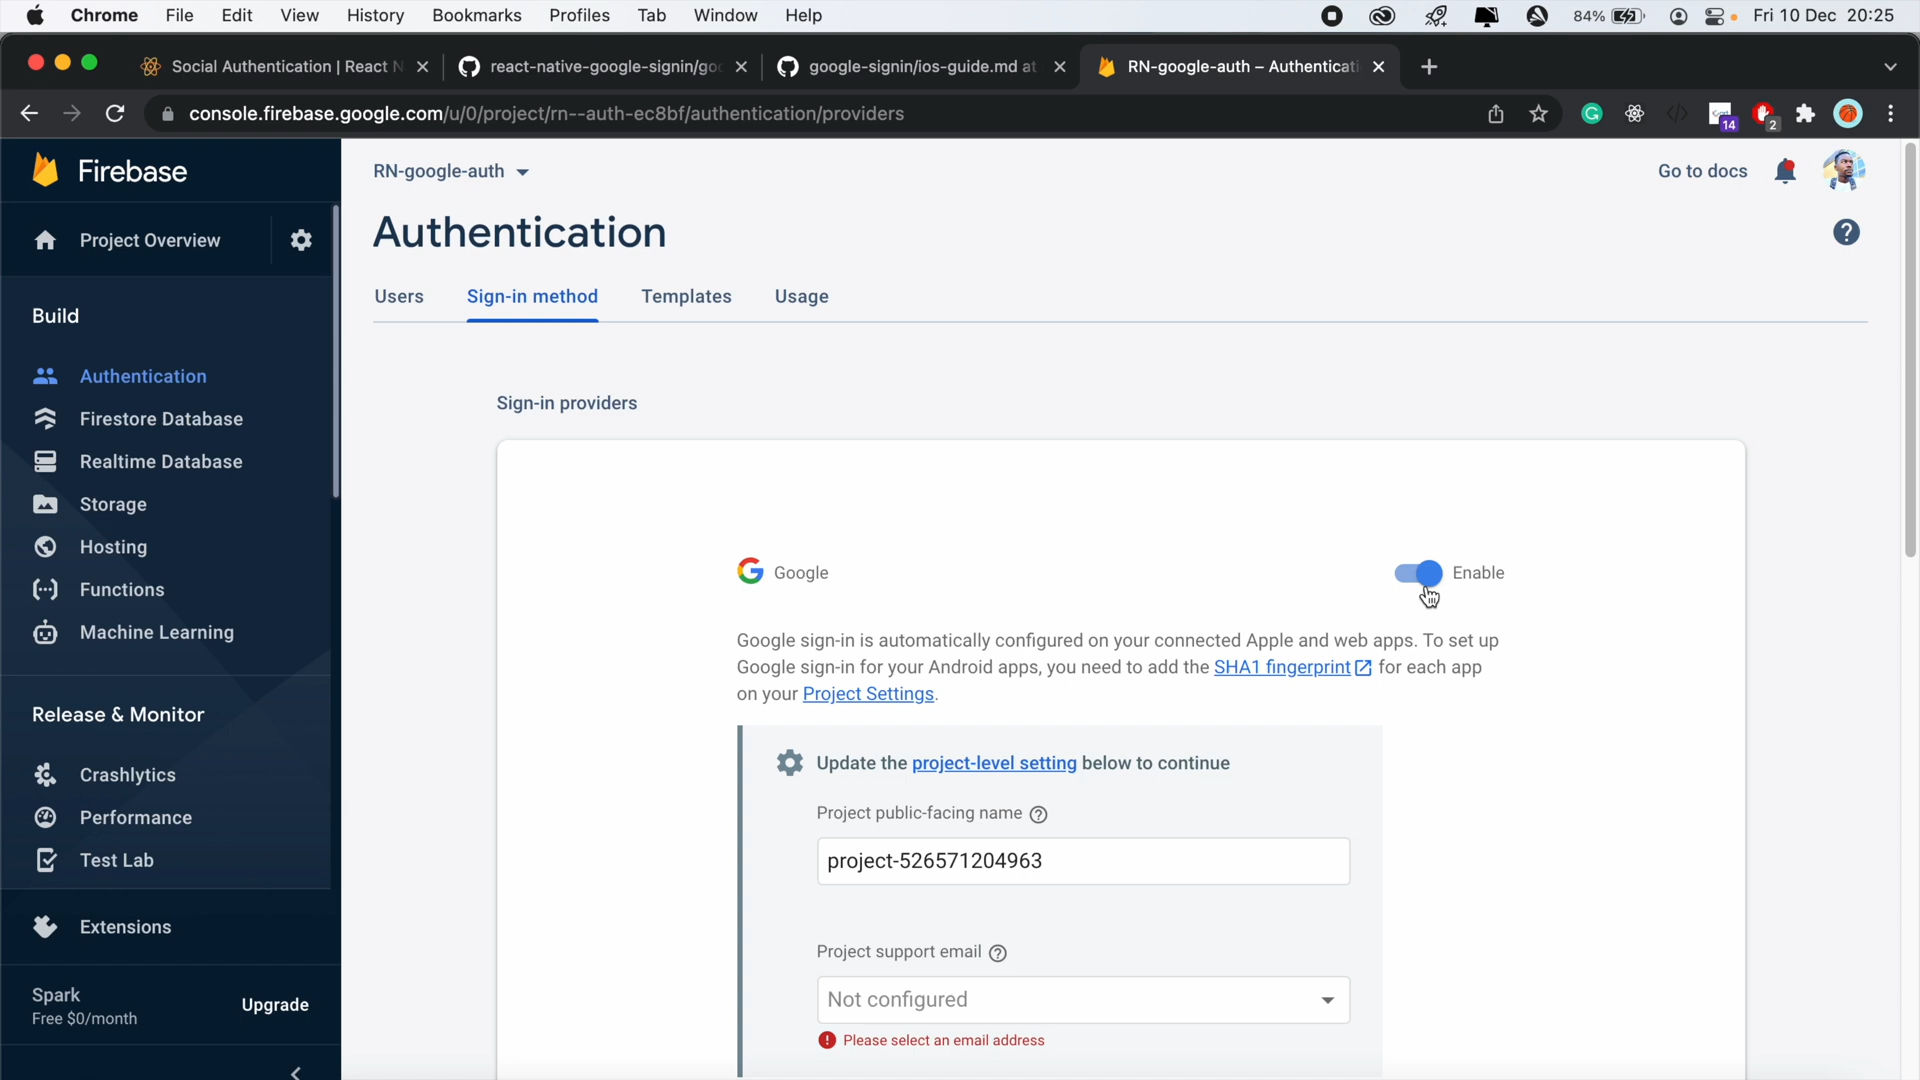 Chrome File Edit View History Bookmarks Profiles Tab Window Help 84% Fri 10 Dec 20:25
Social Authentication | React N
react-native-google-signin/goo
google-signin/ios-guide.md at
RN-google-auth – Authenticati
console.firebase.google.com/u/0/project/rn--auth-ec8bf/authentication/providers
14
2
Firebase
Project Overview
Build
Authentication
Firestore Database
Realtime Database
Storage
Hosting
Functions
Machine Learning
Release & Monitor
Crashlytics
Performance
Test Lab
Extensions
Spark
Free $0/month
Upgrade
RN-google-auth
Go to docs
Authentication
Users Sign-in method Templates Usage
Sign-in providers
Google
Enable
Google sign-in is automatically configured on your connected Apple and web apps. To set up
Google sign-in for your Android apps, you need to add the SHA1 fingerprint for each app
on your Project Settings.
Update the project-level setting below to continue
Project public-facing name
project-526571204963
Project support email
Not configured
Please select an email address